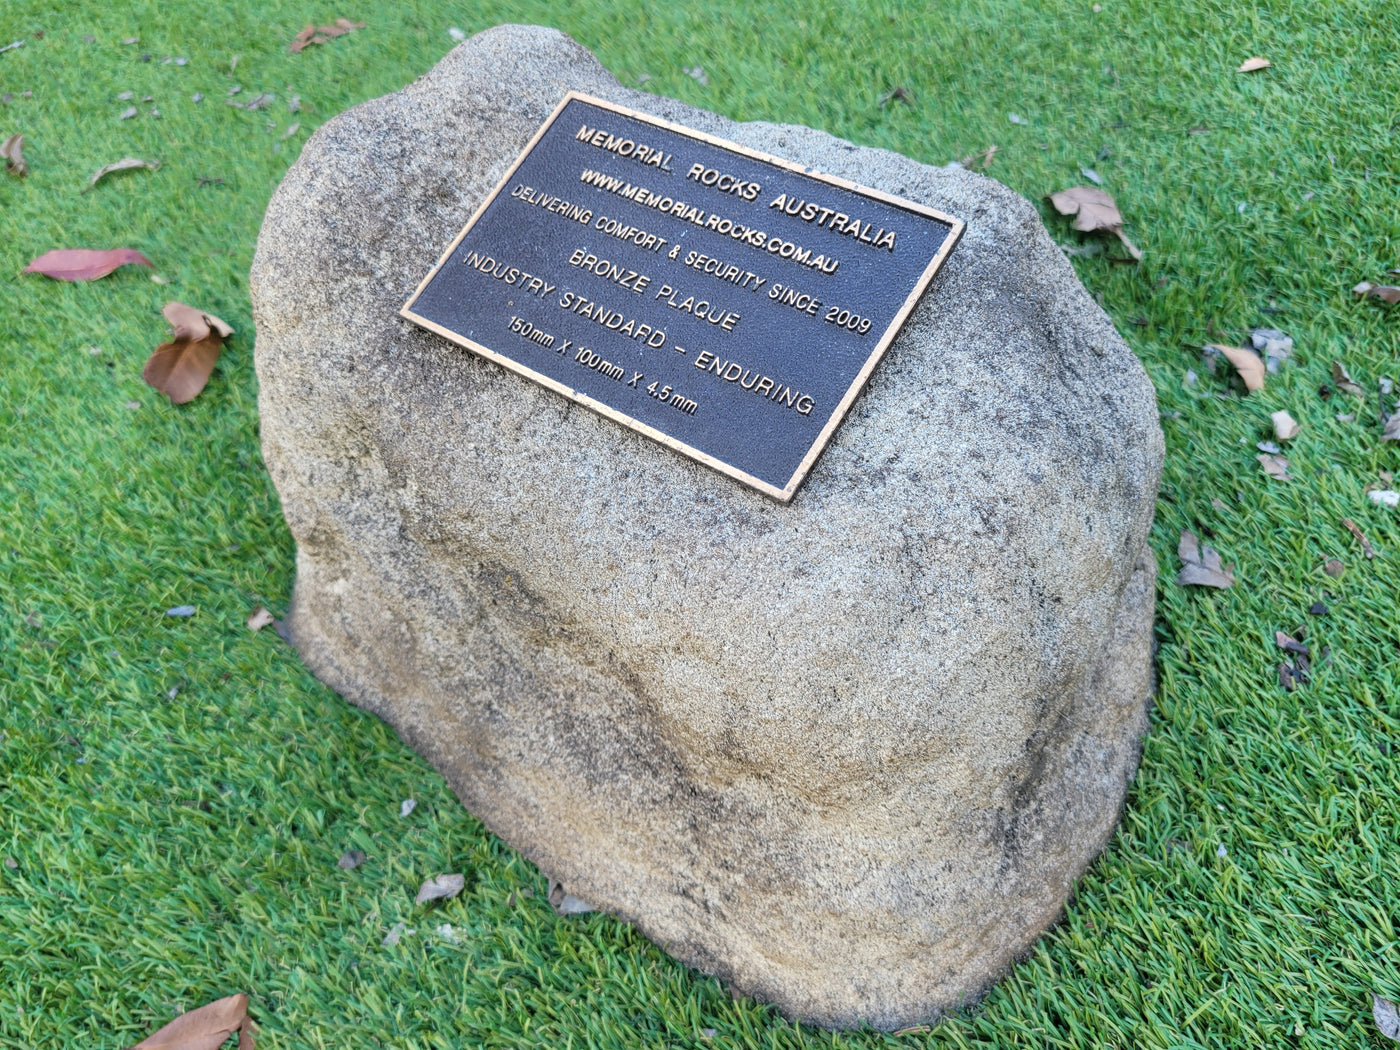 MEMORIAL ROCKS AUSTRALIA
WWW.MEMORIALROCKS.COM.AU
DELIVERING COMFORT & SECURITY SINCE 2009
BRONZE PLAQUE
INDUSTRY STANDARD - ENDURING
150mm X 100mm X 4.5mm